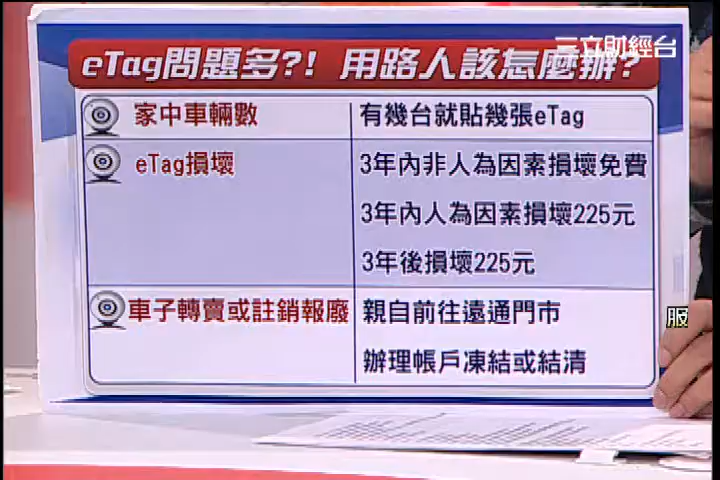 三立財經台
eTag問題多?! 用路人該怎麼辦?
家中車輛數 有幾台就貼幾張eTag
eTag損壞 3年內非人為因素損壞免費
3年內人為因素損壞225元
3年後損壞225元
車子轉賣或註銷報廢 親自前往遠通門市
辦理帳戶凍結或結清
服